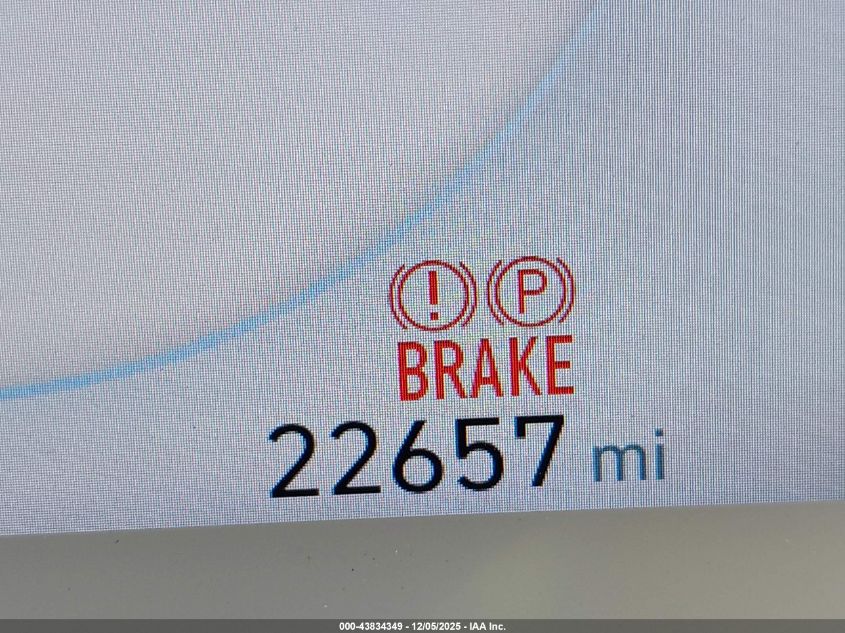 ! P
BRAKE
22657 mi
000-43834349 - 12/05/2025 - IAA Inc.